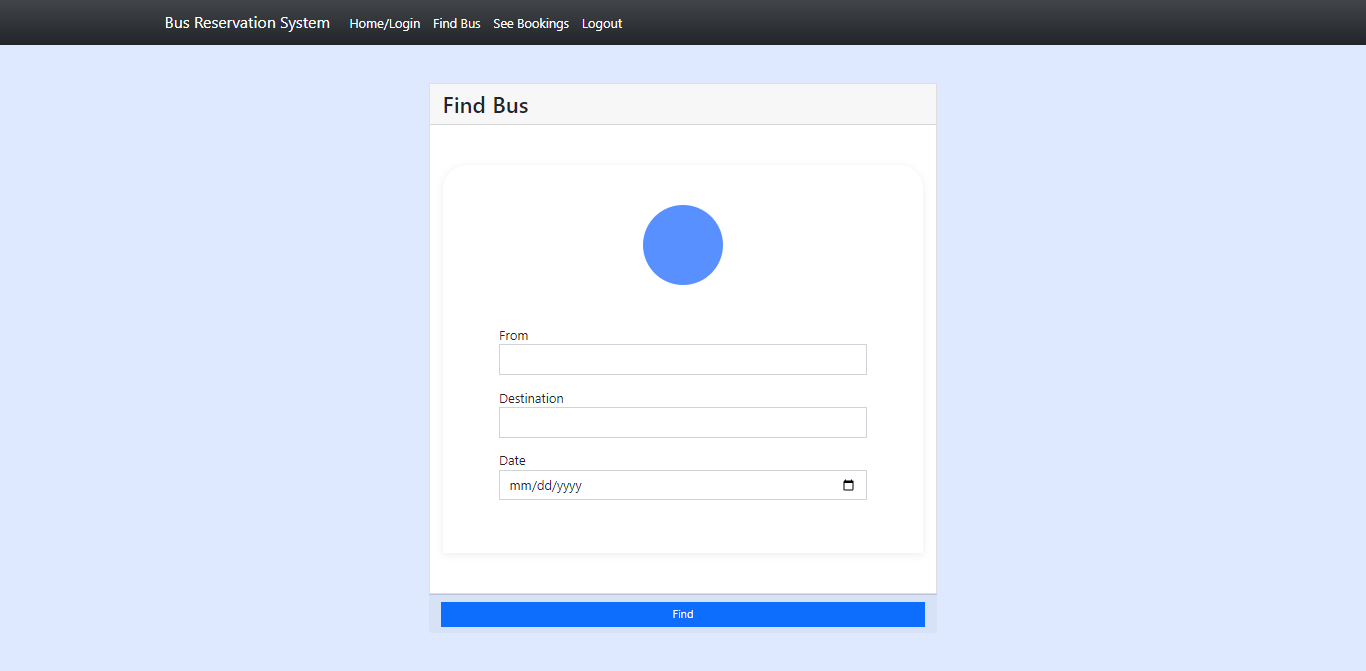 Bus Reservation System Home/Login Find Bus See Bookings Logout
Find Bus
From
Destination
Date
mm/dd/yyyy
Find